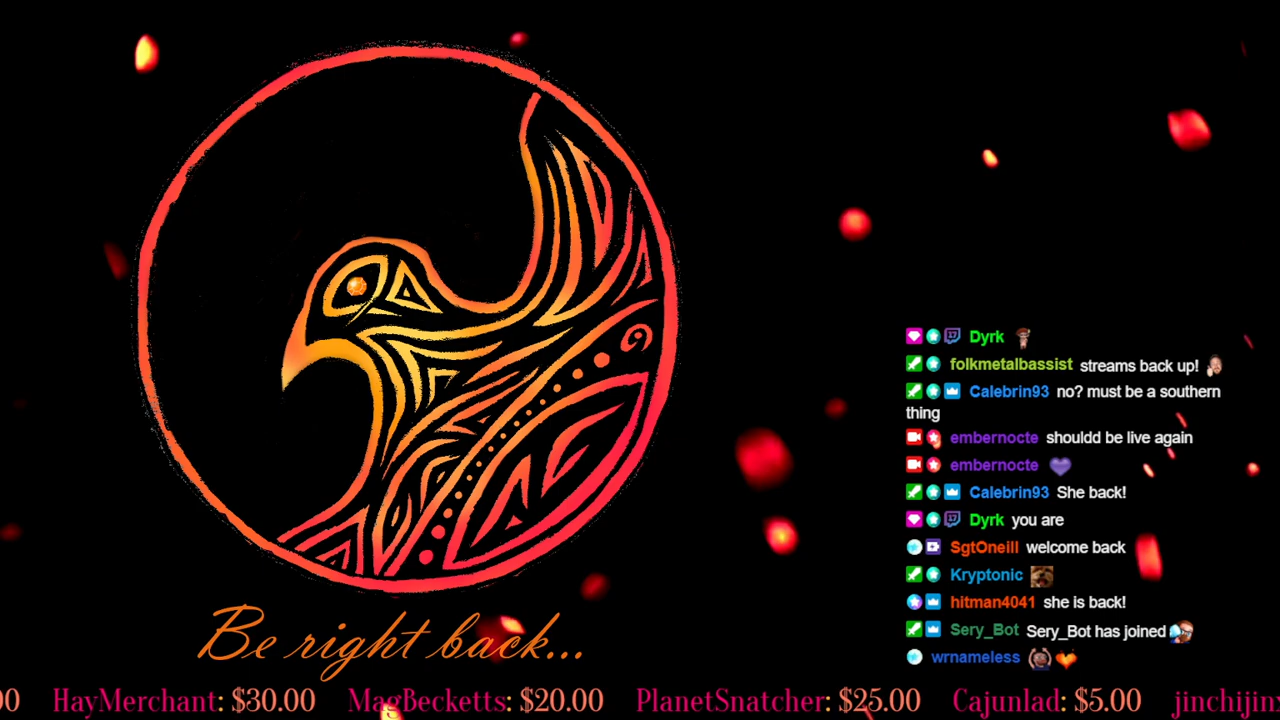 Dyrk
folkmetalbassist streams back up!
Calebrin93 no? must be a southern
thing
embernocte shouldd be live again
embernocte
Calebrin93 She back!
Dyrk you are
SgtOneill welcome back
Kryptonic
hitman4041 she is back!
Sery_Bot Sery_Bot has joined
wrnameless
Be right back...
00 HayMerchant: $30.00 MagBecketts: $20.00 PlanetSnatcher: $25.00 Cajunlad: $5.00 jinchijin